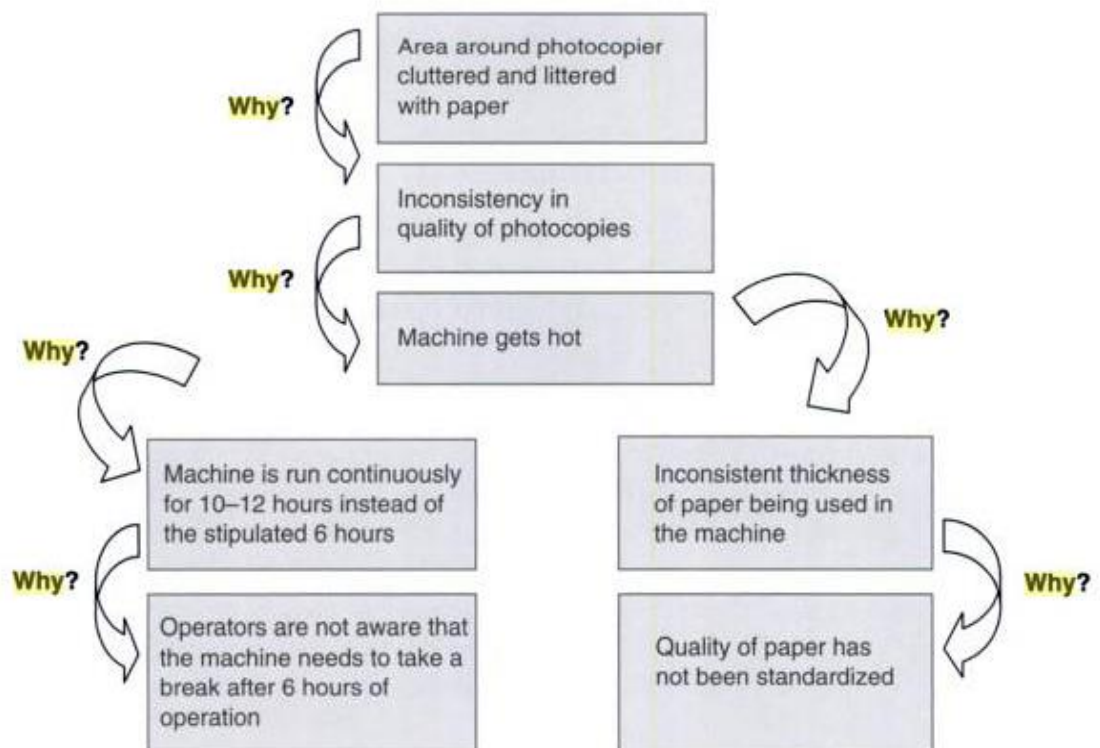 Area around photocopier
cluttered and littered
with paper
Why?
Inconsistency in
quality of photocopies
Why?
Machine gets hot
Why?
Why?
Machine is run continuously
for 10–12 hours instead of
the stipulated 6 hours
Inconsistent thickness
of paper being used in
the machine
Why?
Why?
Operators are not aware that
the machine needs to take a
break after 6 hours of
operation
Quality of paper has
not been standardized